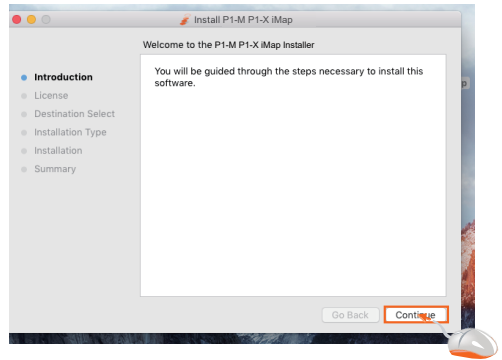 Install P1-M P1-X iMap
Welcome to the P1-M P1-X iMap Installer
Introduction
License
Destination Select
Installation Type
Installation
Summary
You will be guided through the steps necessary to install this
software.
p
Go Back
Continue